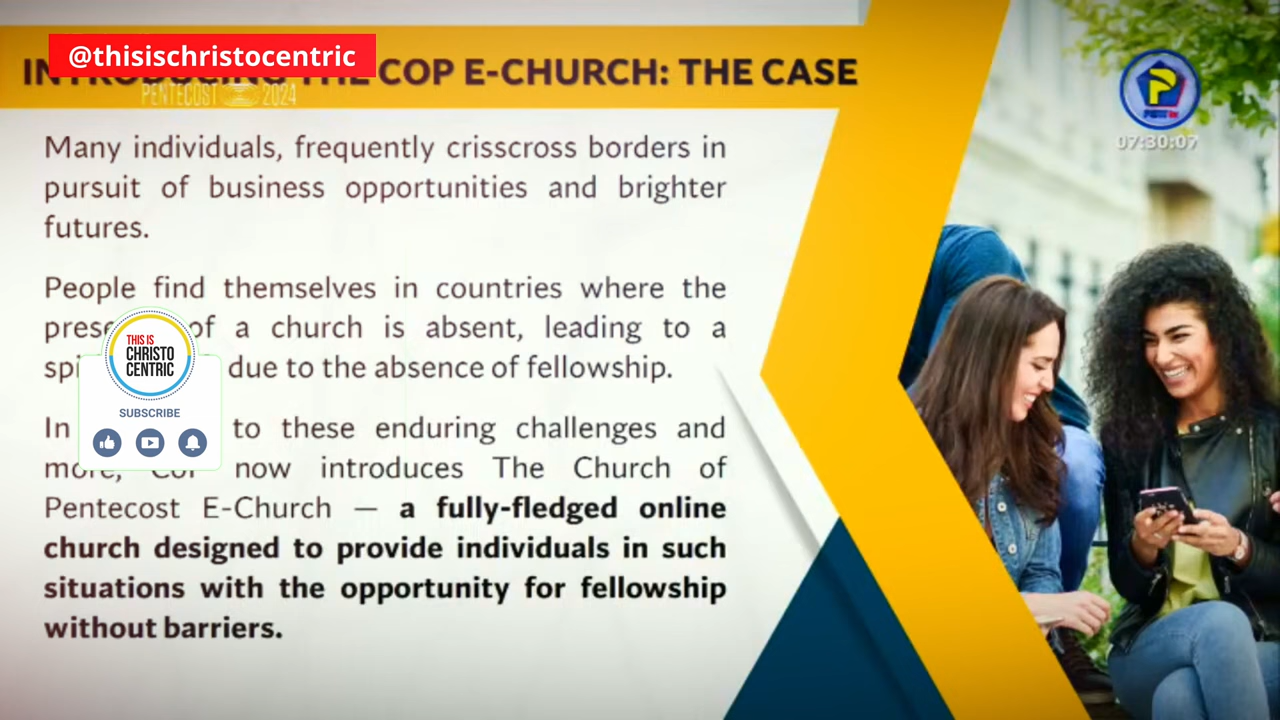 @thisischristocentric
COP E-CHURCH: THE CASE
PENTECOST 2024
07:30:07
Many individuals, frequently crisscross borders in
pursuit of business opportunities and brighter
futures.
People find themselves in countries where the
of a church is absent, leading to a
due to the absence of fellowship.
THIS IS
CHRISTO
CENTRIC
SUBSCRIBE
In to these enduring challenges and
more, CoP now introduces The Church of
Pentecost E-Church — a fully-fledged online
church designed to provide individuals in such
situations with the opportunity for fellowship
without barriers.